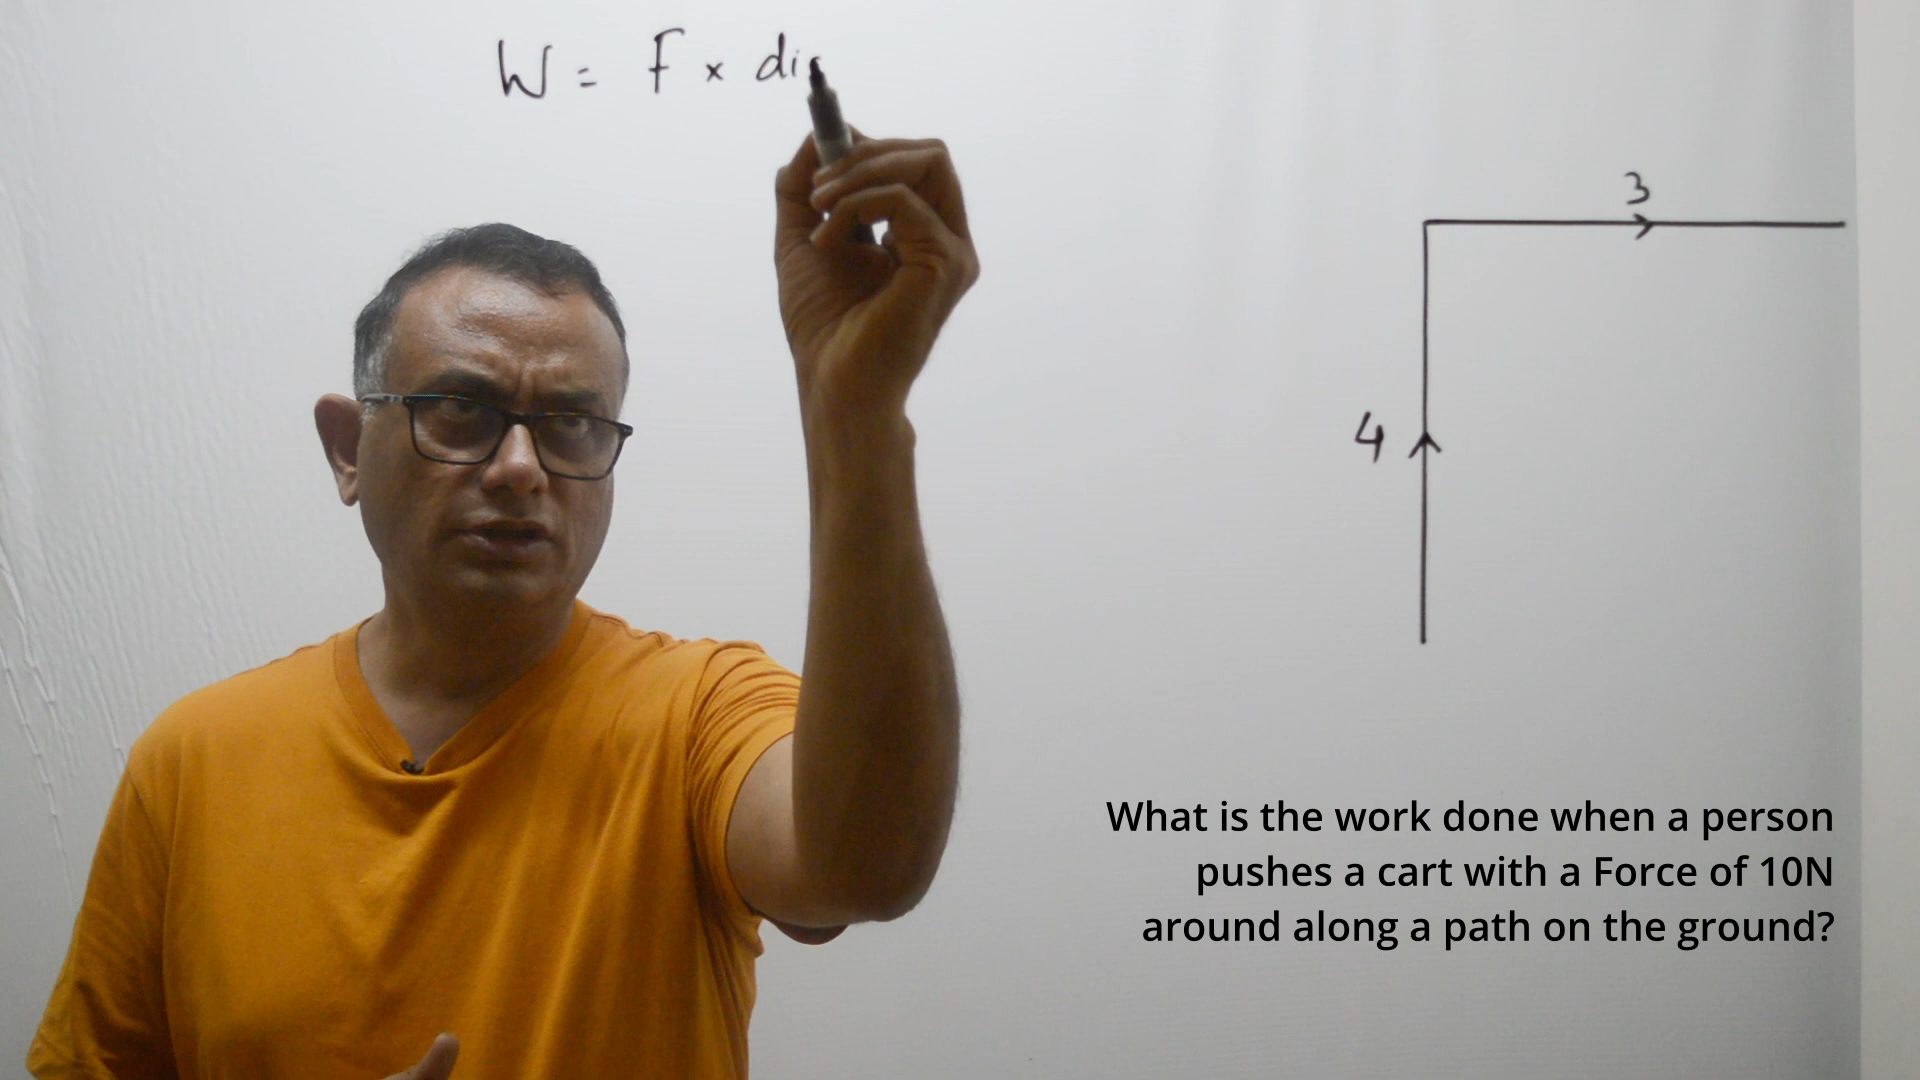 W = F × dis
3
4
What is the work done when a person
pushes a cart with a Force of 10N
around along a path on the ground?